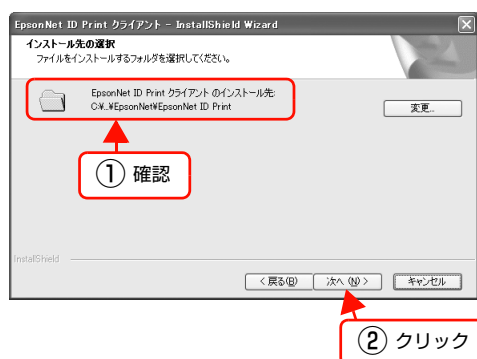 EpsonNet ID Print クライアント - InstallShield Wizard
インストール先の選択
ファイルをインストールするフォルダを選択してください。
EpsonNet ID Print クライアント のインストール先:
C:¥...¥EpsonNet¥EpsonNet ID Print
変更...
① 確認
InstallShield
< 戻る(B)
次へ (N) >
キャンセル
② クリック